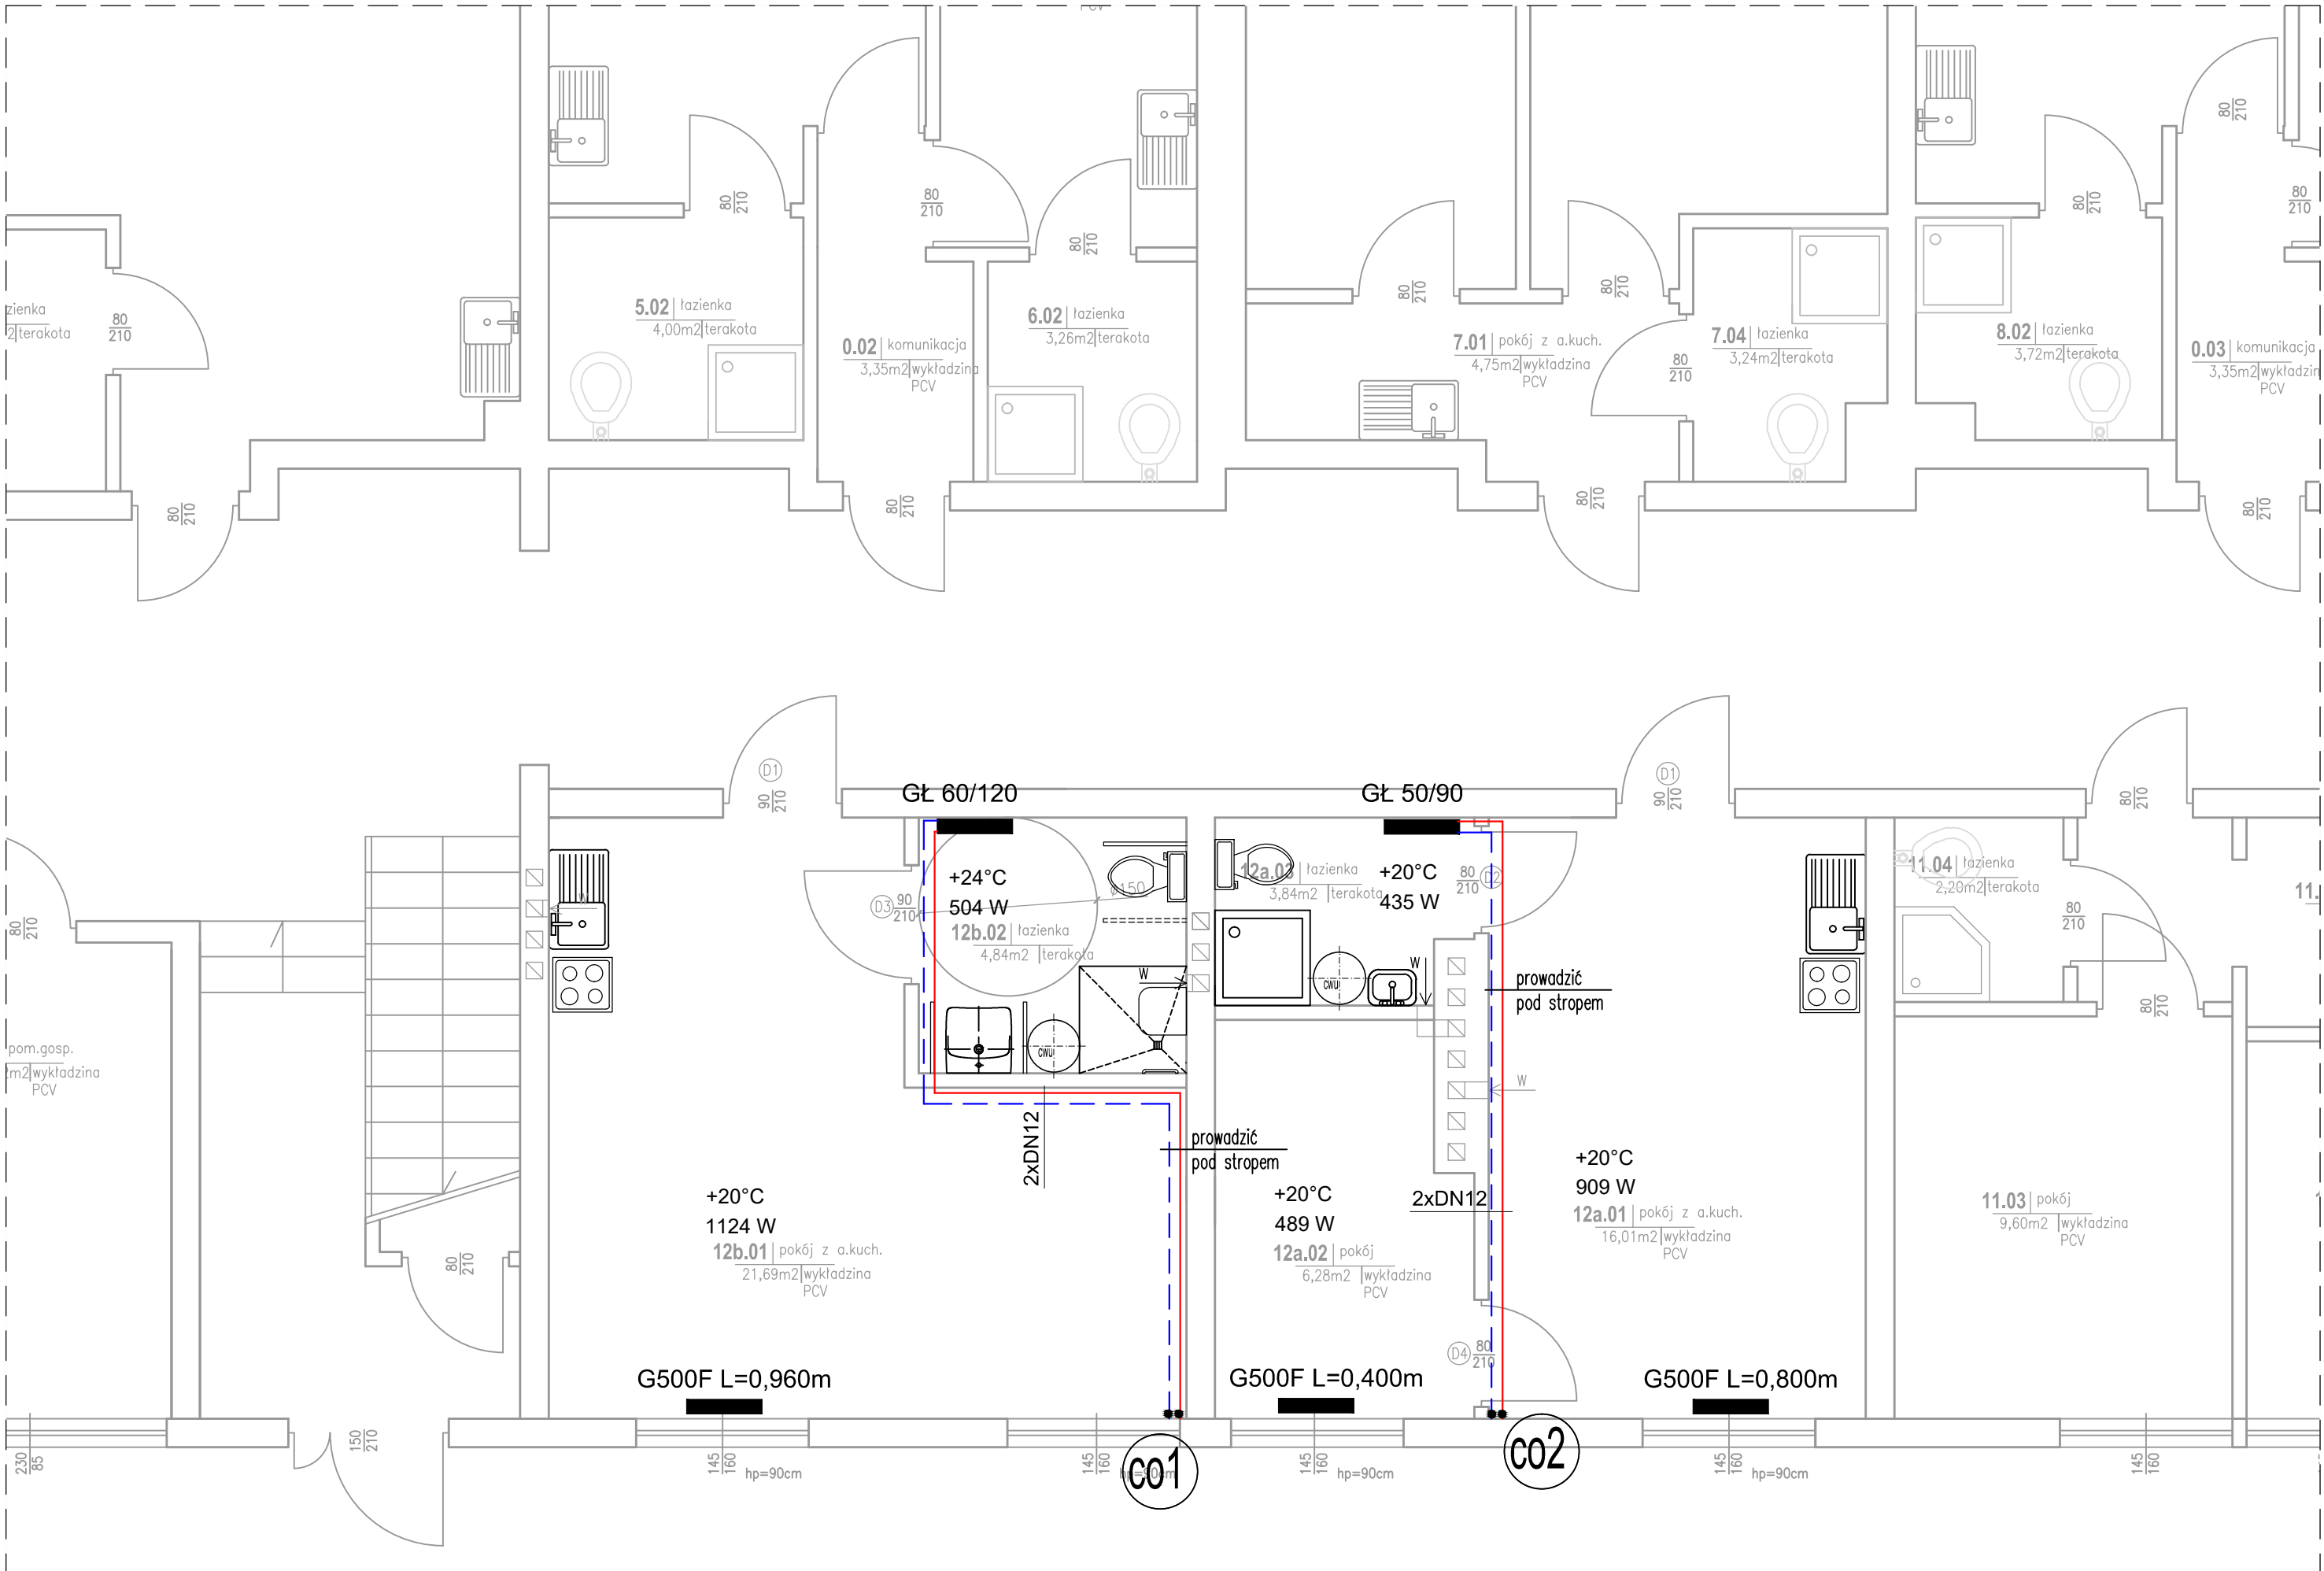 PCV
80
210
80
210
80
210
80
210
80
210
80
210
80
210
80
210
80
210
80
210
zienka
2 terakota
5.02 łazienka
4,00m2 terakota
0.02 komunikacja
3,35m2 wykładzina
PCV
6.02 łazienka
3,26m2 terakota
7.01 pokój z a.kuch.
4,75m2 wykładzina
PCV
7.04 łazienka
3,24m2 terakota
8.02 łazienka
3,72m2 terakota
0.03 komunikacja
3,35m2 wykładzin
PCV
80
210
80
210
80
210
80
210
D1
90
210
GŁ 60/120
GŁ 50/90
D1
90
210
80
210
80
210
D3 90
210
+24°C
504 W
12b.02 łazienka
4,84m2 terakota
ø150
W
W
CWU
12a.03 łazienka
3,84m2 terakota
+20°C
435 W
80
210 D2
W
CWU
prowadzić
pod stropem
W
11.04 łazienka
2,20m2 terakota
80
210
80
210
11.
pom.gosp.
m2 wykładzina
PCV
2xDN12
prowadzić
pod stropem
+20°C
1124 W
12b.01 pokój z a.kuch.
21,69m2 wykładzina
PCV
+20°C
489 W
12a.02 pokój
6,28m2 wykładzina
PCV
2xDN12
+20°C
909 W
12a.01 pokój z a.kuch.
16,01m2 wykładzina
PCV
11.03 pokój
9,60m2 wykładzina
PCV
80
210
D4 80
210
G500F L=0,960m
G500F L=0,400m
G500F L=0,800m
230
85
150
210
145
160
hp=90cm
145
160
hp=90cm
co1
145
160
hp=90cm
co2
145
160
hp=90cm
145
160